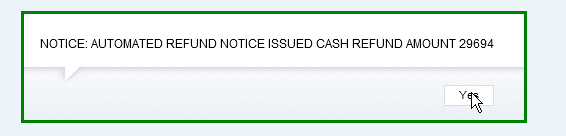 NOTICE: AUTOMATED REFUND NOTICE ISSUED CASH REFUND AMOUNT 29694
Yes